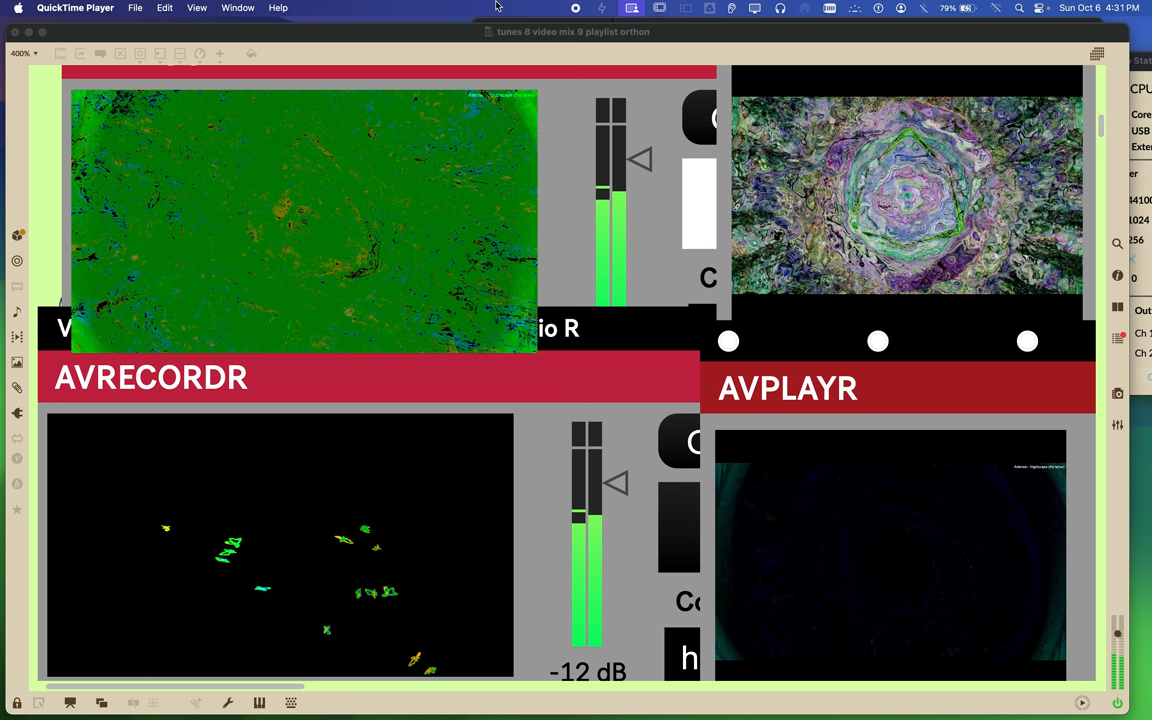 QuickTime Player File Edit View Window Help 79% Sun Oct 6 4:31 PM
tunes 8 video mix 9 playlist orthon
400%
Stat
CPU
Core
USB
Exter
er
44100
1024
256
0
Out
Ch 1
Ch 2
C
V io R
AVRECORDR
AVPLAYR
C
Co
h
-12 dB